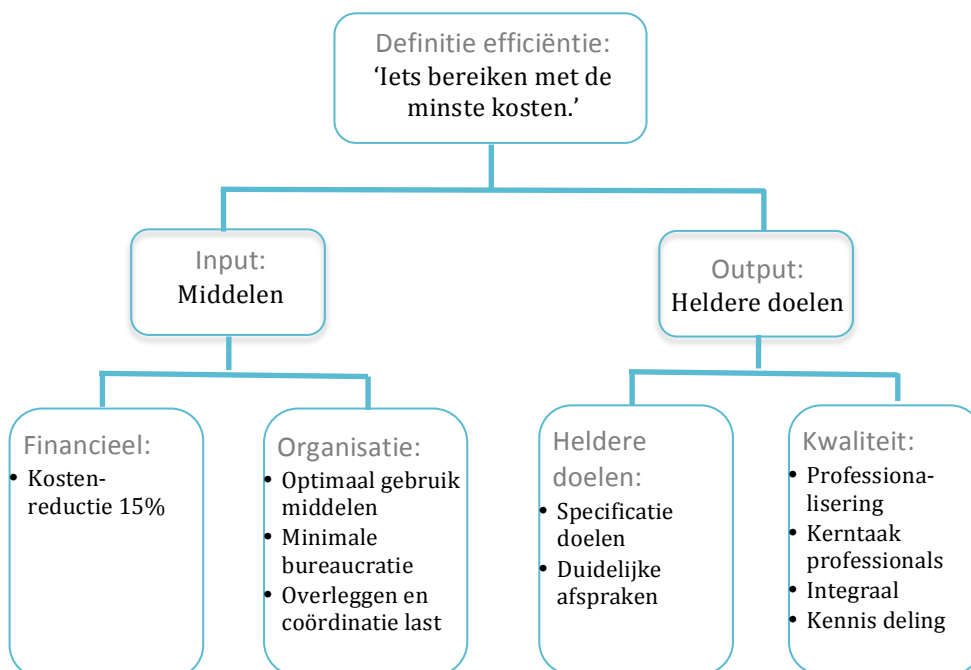 Definitie efficiëntie:
‘Iets bereiken met de
minste kosten.’
Input:
Middelen
Output:
Heldere doelen
Financieel:
• Kosten-
reductie 15%
Organisatie:
• Optimaal gebruik
middelen
• Minimale
bureaucratie
• Overleggen en
coördinatie last
Heldere
doelen:
• Specificatie
doelen
• Duidelijke
afspraken
Kwaliteit:
• Professiona-
lisering
• Kerntaak
professionals
• Integraal
• Kennis deling